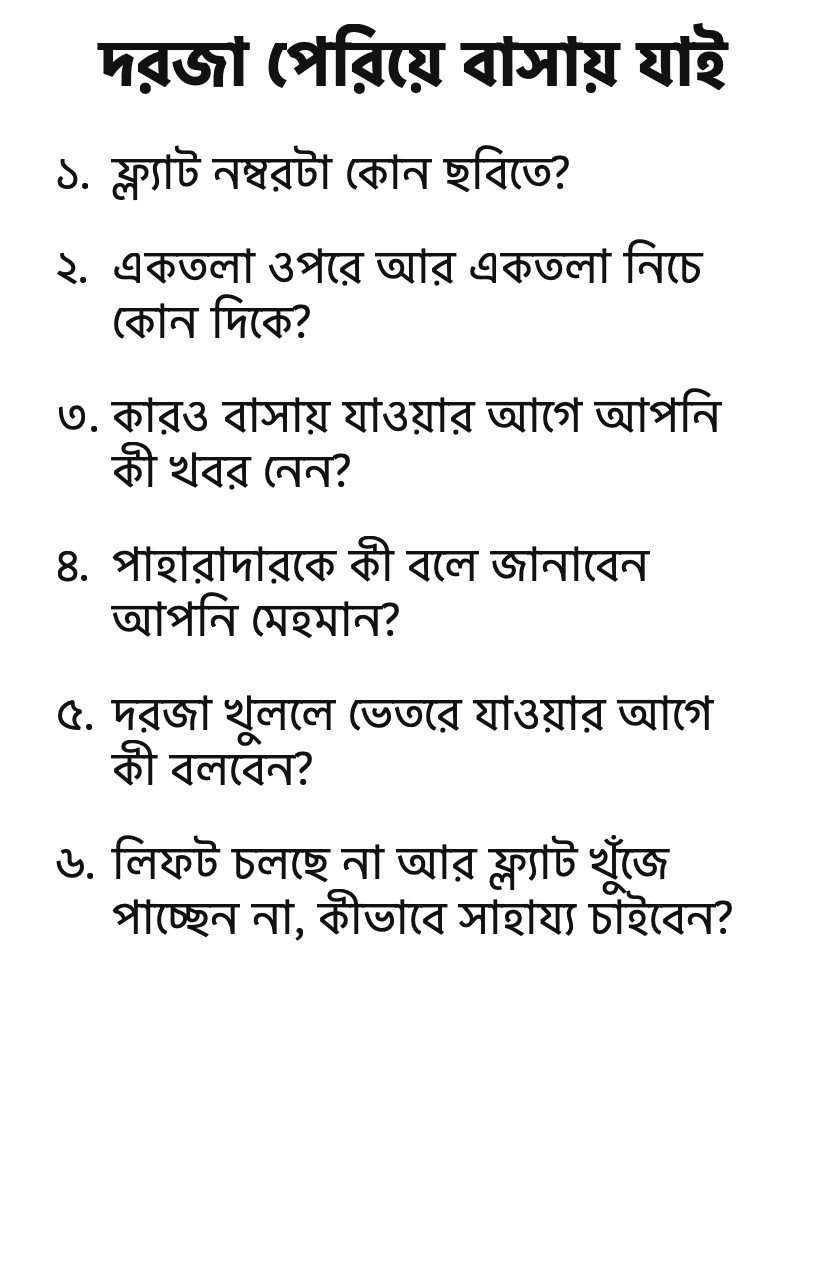 দরজা পেরিয়ে বাসায় যাই
১. ফ্ল্যাট নম্বরটা কোন ছবিতে?
২. একতলা ওপরে আর একতলা নিচে
কোন দিকে?
৩. কারও বাসায় যাওয়ার আগে আপনি
কী খবর নেন?
৪. পাহারাদারকে কী বলে জানাবেন
আপনি মেহমান?
৫. দরজা খুললে ভেতরে যাওয়ার আগে
কী বলবেন?
৬. লিফট চলছে না আর ফ্ল্যাট খুঁজে
পাচ্ছেন না, কীভাবে সাহায্য চাইবেন?